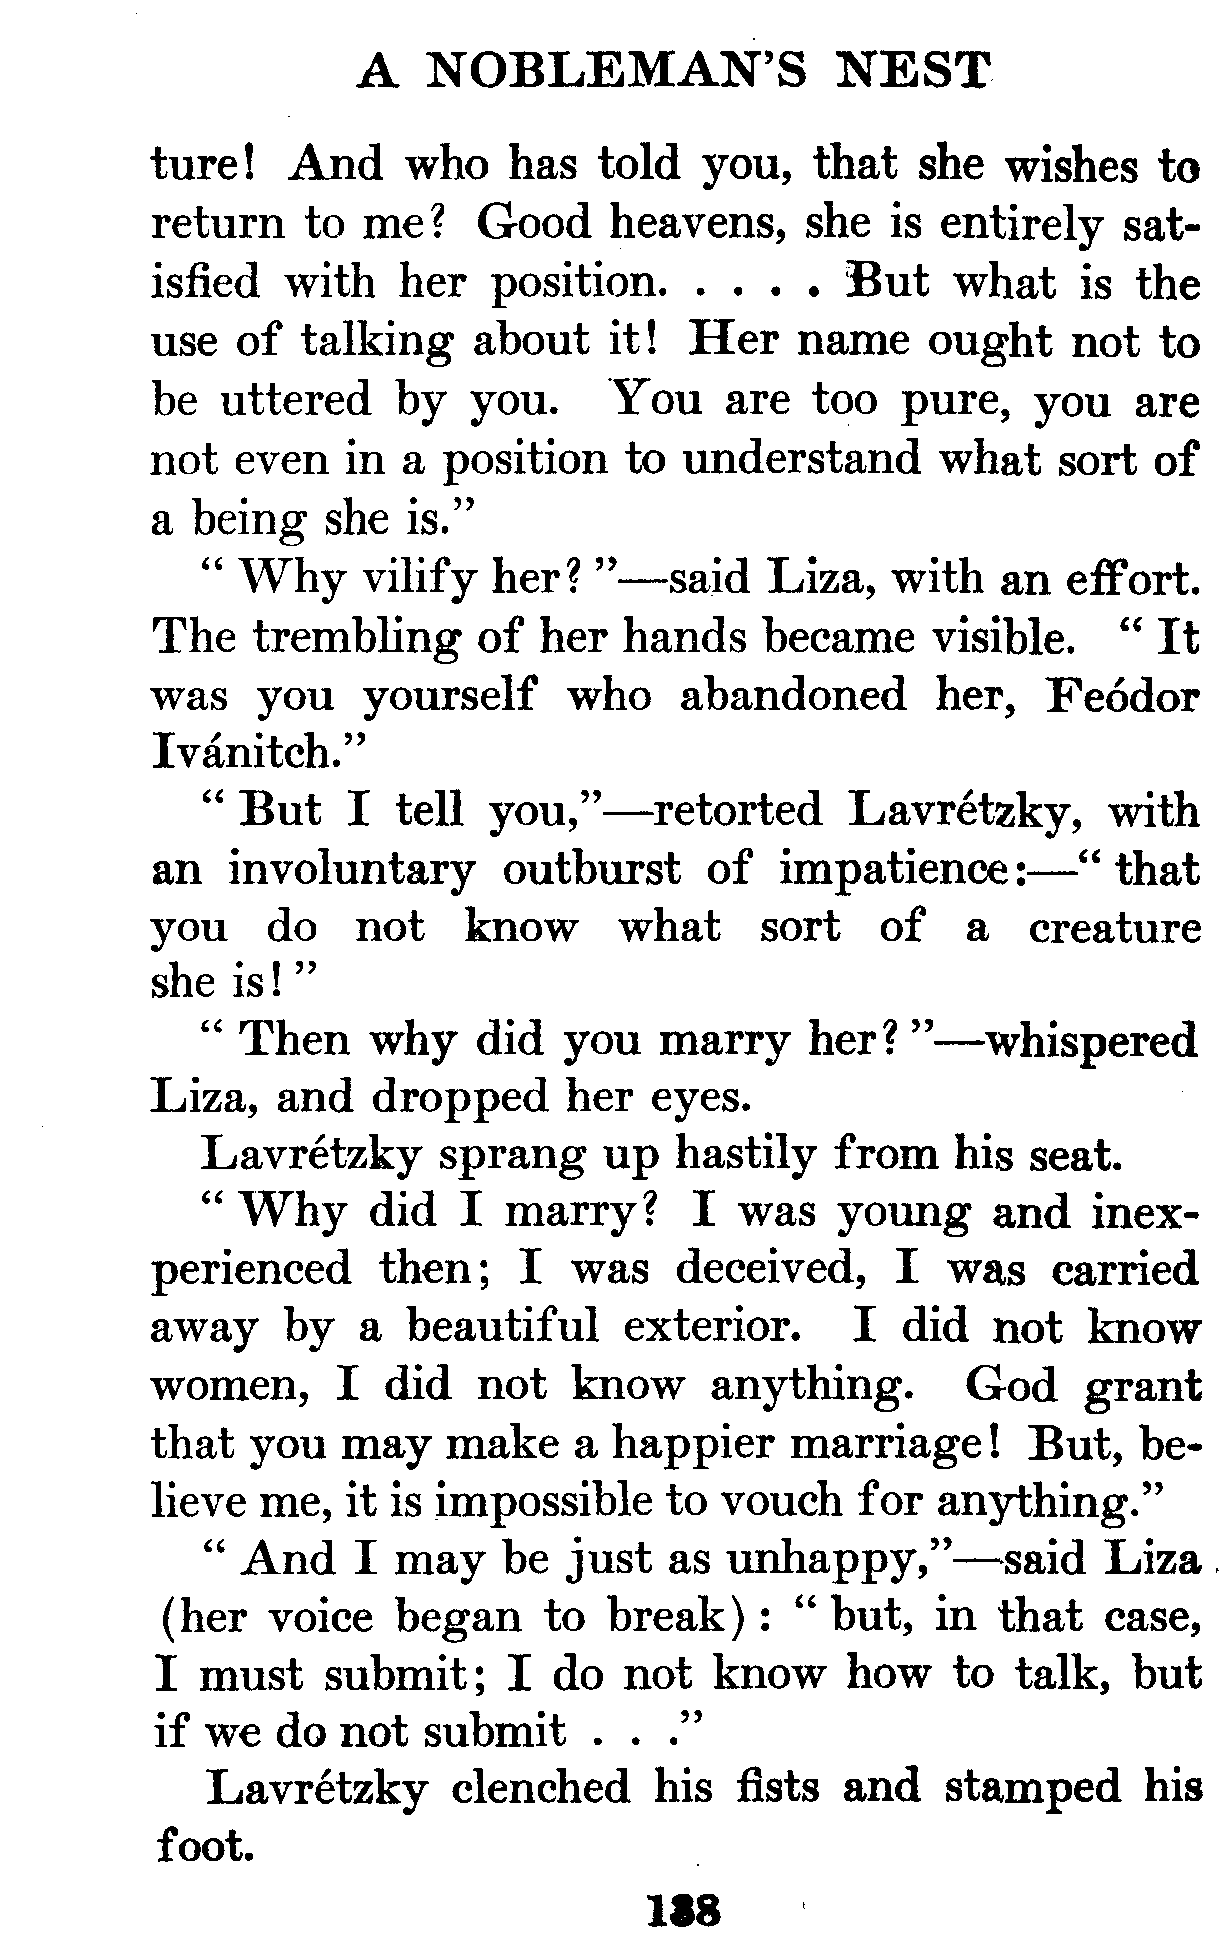 A NOBLEMAN'S NEST
ture! And who has told you, that she wishes to
return to me? Good heavens, she is entirely sat-
isfied with her position. . . . . But what is the
use of talking about it! Her name ought not to
be uttered by you. You are too pure, you are
not even in a position to understand what sort of
a being she is."
" Why vilify her? "—said Liza, with an effort.
The trembling of her hands became visible. " It
was you yourself who abandoned her, Feódor
Ivánitch."
" But I tell you,"—retorted Lavrétzky, with
an involuntary outburst of impatience:—" that
you do not know what sort of a creature
she is! "
" Then why did you marry her? "—whispered
Liza, and dropped her eyes.
Lavrétzky sprang up hastily from his seat.
" Why did I marry? I was young and inex-
perienced then; I was deceived, I was carried
away by a beautiful exterior. I did not know
women, I did not know anything. God grant
that you may make a happier marriage! But, be-
lieve me, it is impossible to vouch for anything."
" And I may be just as unhappy,"—said Liza
(her voice began to break) : " but, in that case,
I must submit; I do not know how to talk, but
if we do not submit . . ."
Lavrétzky clenched his fists and stamped his
foot.
138